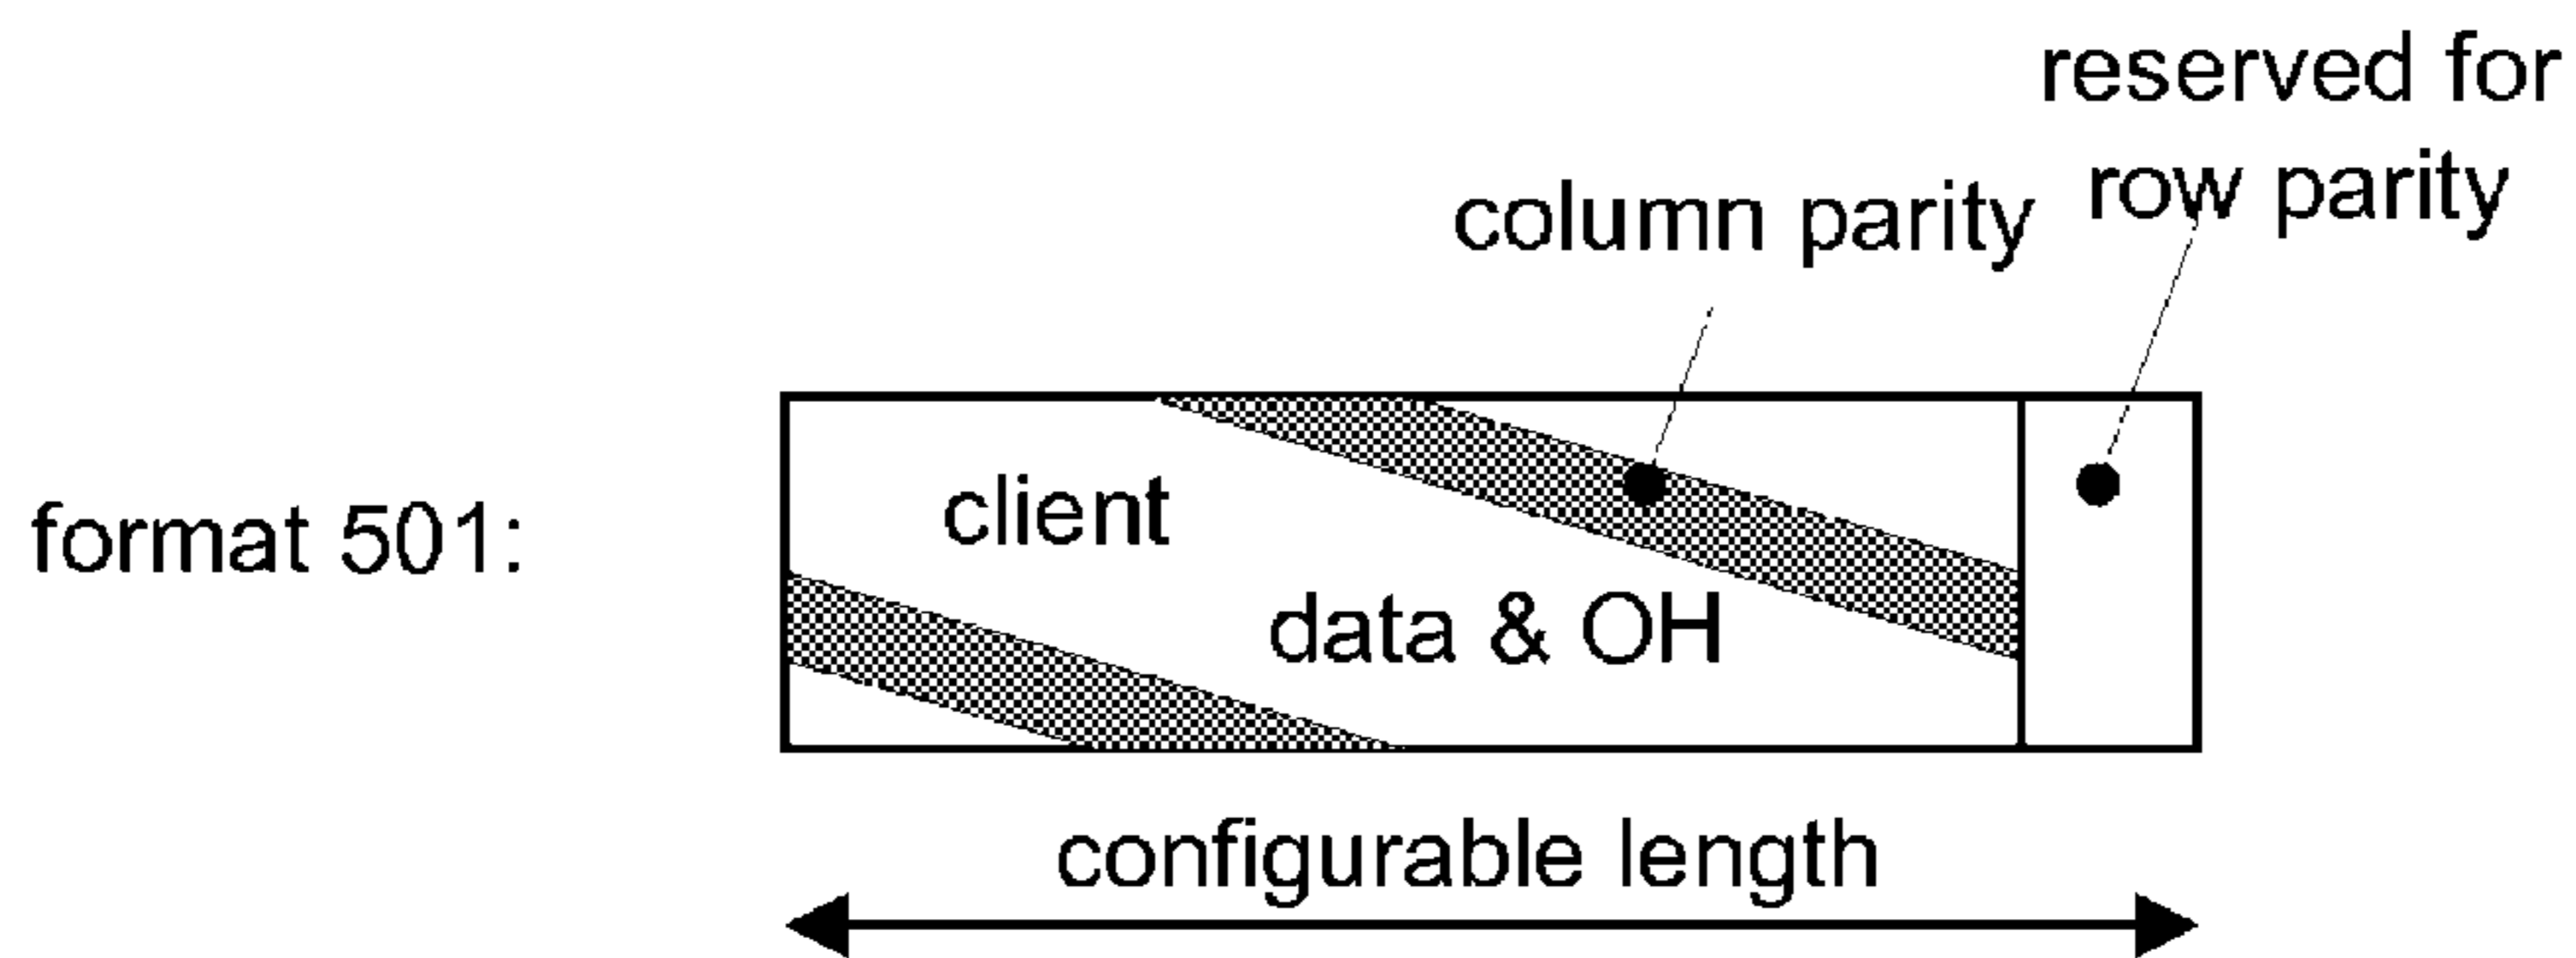 reserved for
row parity
column parity
format 501:
client
data & OH
configurable length